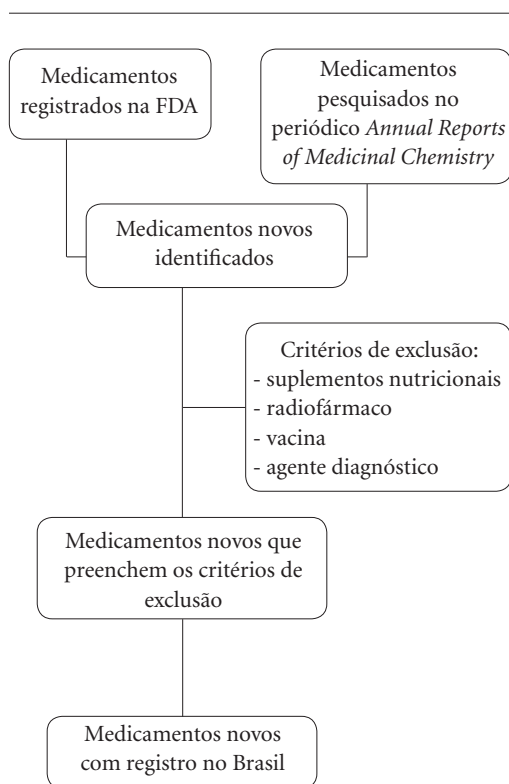 Medicamentos
registrados na FDA
Medicamentos
pesquisados no
periódico Annual Reports
of Medicinal Chemistry
Medicamentos novos
identificados
Critérios de exclusão:
- suplementos nutricionais
- radiofármaco
- vacina
- agente diagnóstico
Medicamentos novos que
preenchem os critérios de
exclusão
Medicamentos novos
com registro no Brasil